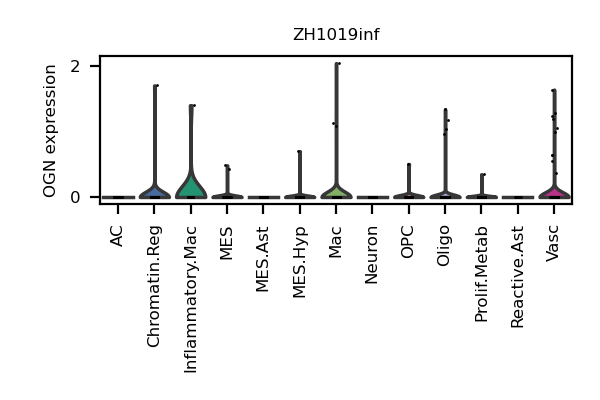 ZH1019inf
OGN expression
2
0
AC
Chromatin.Reg
Inflammatory.Mac
MES
MES.Ast
MES.Hyp
Mac
Neuron
OPC
Oligo
Prolif.Metab
Reactive.Ast
Vasc